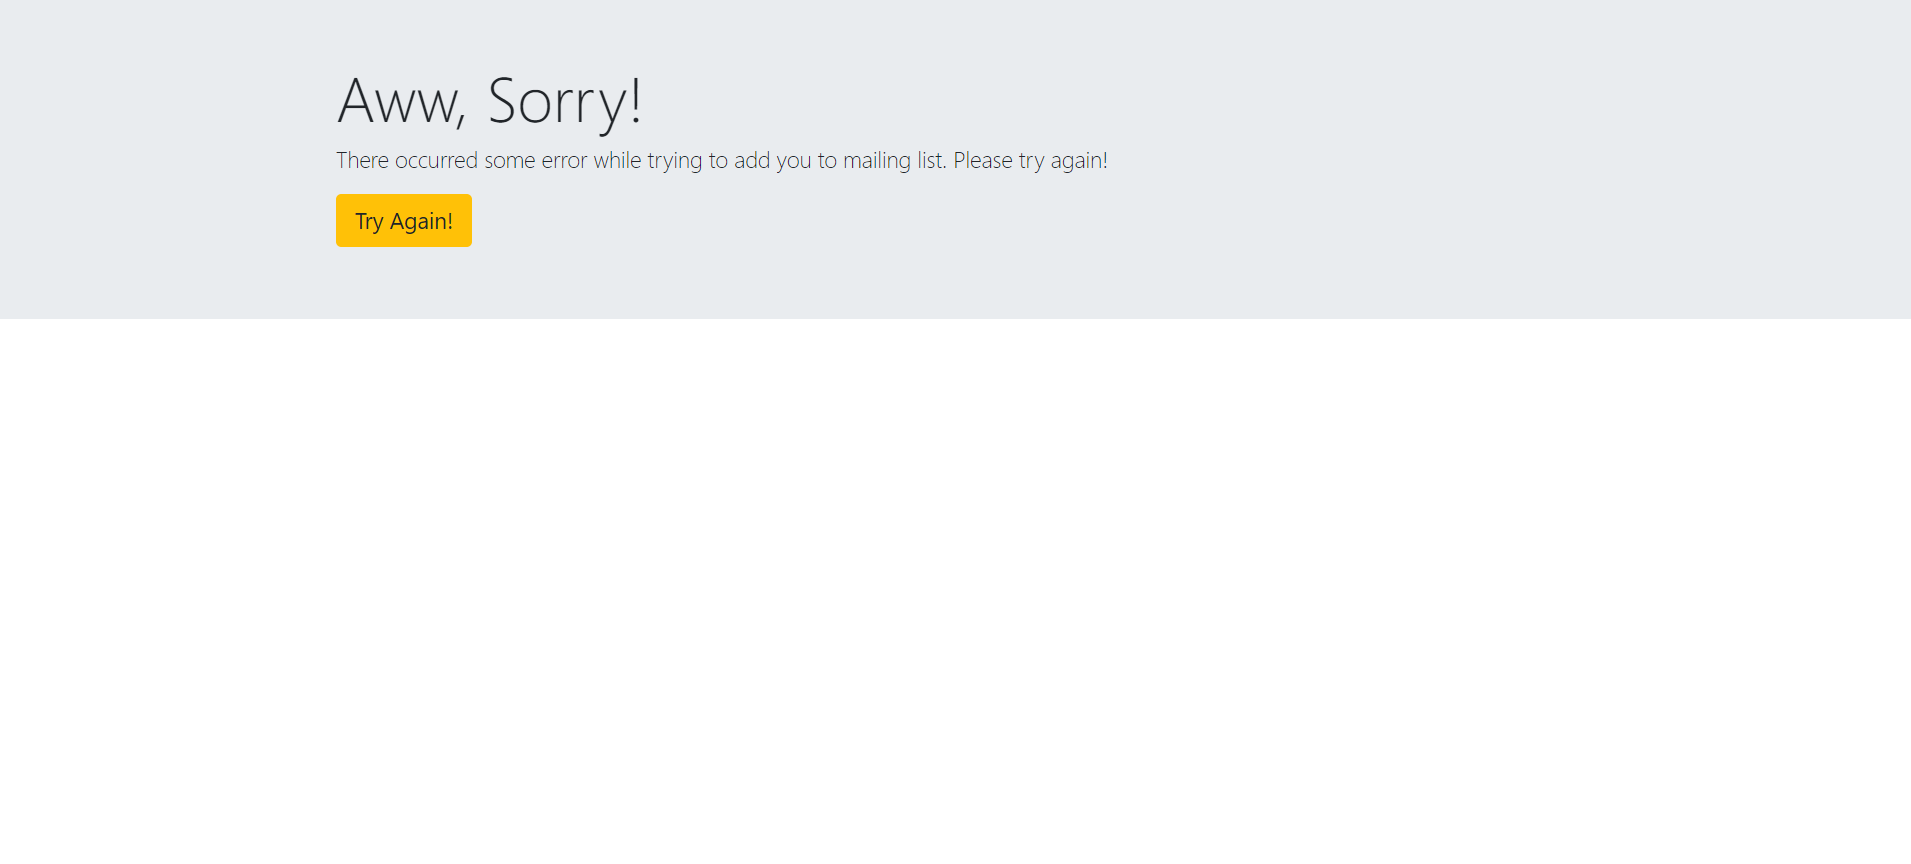 Aww, Sorry!
There occurred some error while trying to add you to mailing list. Please try again!
Try Again!